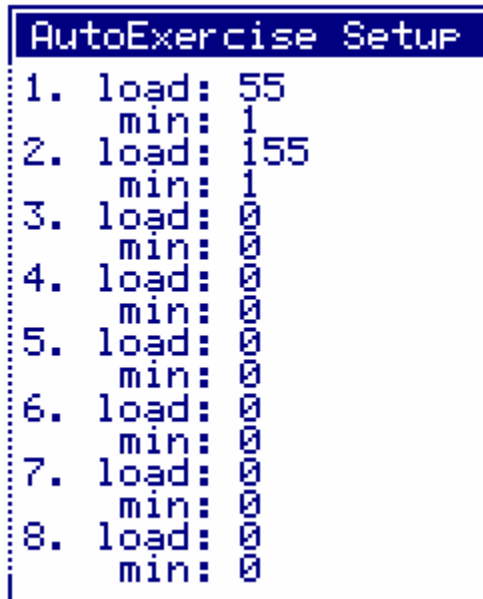 AutoExercise Setup
1. load: 55
min: 1
2. load: 155
min: 1
3. load: 0
min: 0
4. load: 0
min: 0
5. load: 0
min: 0
6. load: 0
min: 0
7. load: 0
min: 0
8. load: 0
min: 0